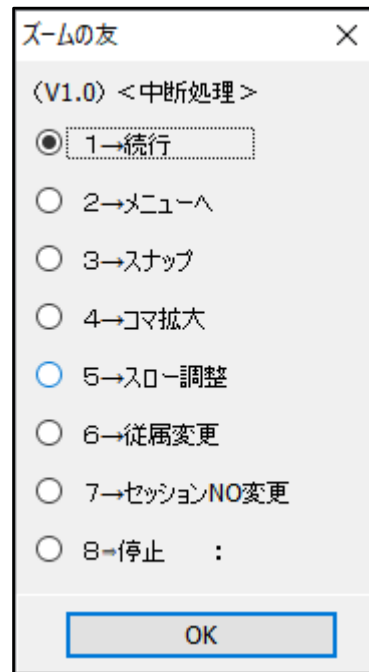 ズームの友
（V1.0）＜中断処理＞
１→続行
２→メニューへ
３→スナップ
４→コマ拡大
５→スロー調整
６→従属変更
７→セッションNO変更
８⇒停止　　：
OK